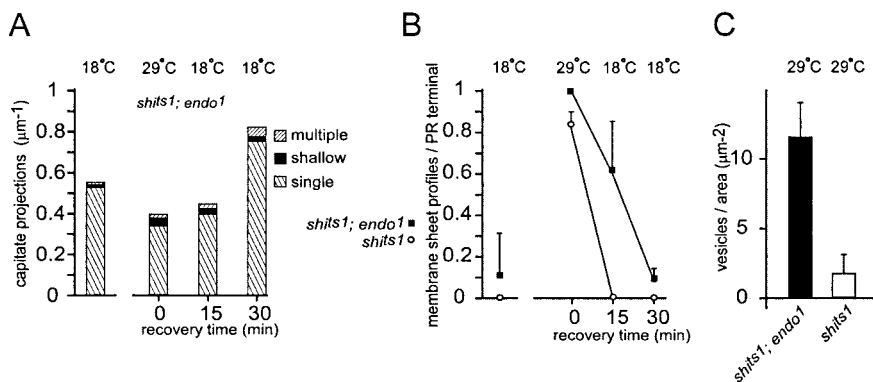 A
B
C
18°C
29°C
18°C
18°C
18°C
29°C
18°C
18°C
29°C
29°C
shits1; endo1
capitate projections (µm-1)
1
0.8
0.6
0.4
0.2
0
multiple
shallow
single
0 15 30
recovery time (min)
shits1; endo1
shits1
membrane sheet profiles / PR terminal
1
0.8
0.6
0.4
0.2
0
0 15 30
recovery time (min)
vesicles / area (µm-2)
10
5
0
shits1; endo1
shits1